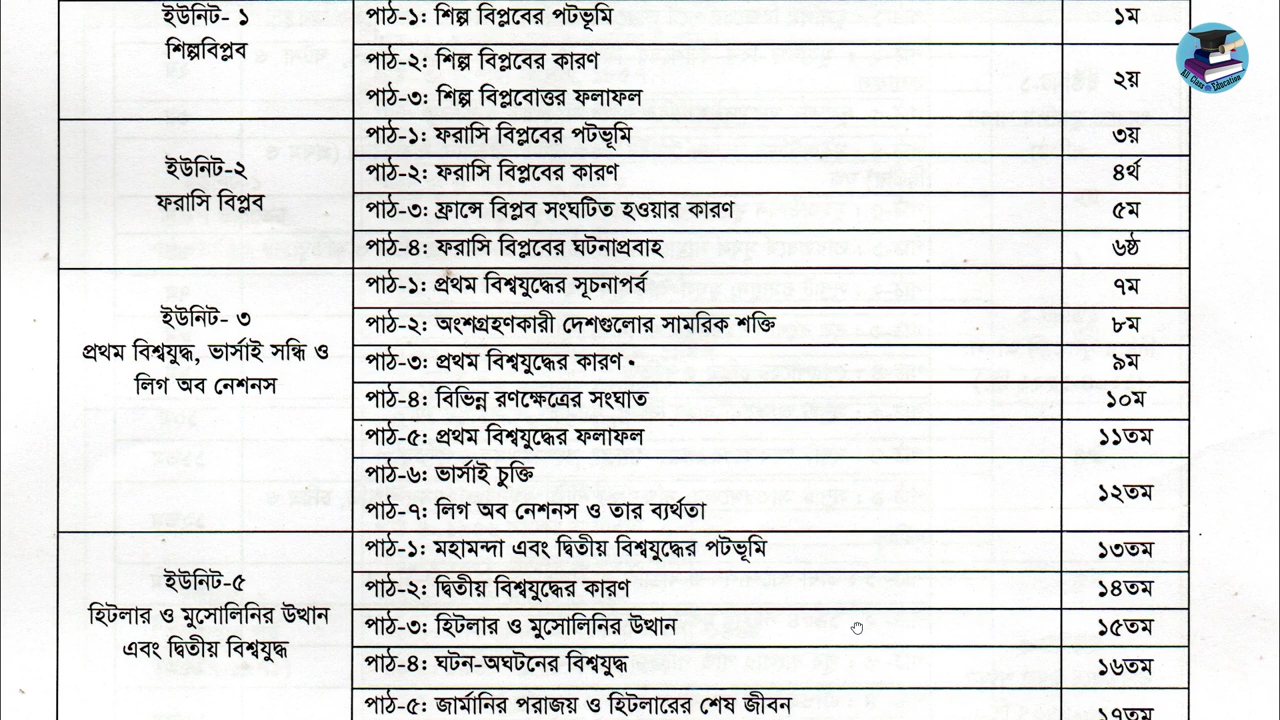 ইউনিট- ১
শিল্পবিপ্লব
পাঠ-১: শিল্প বিপ্লবের পটভূমি
১ম
পাঠ-২: শিল্প বিপ্লবের কারণ
পাঠ-৩: শিল্প বিপ্লবোত্তর ফলাফল
২য়
ইউনিট-২
ফরাসি বিপ্লব
পাঠ-১: ফরাসি বিপ্লবের পটভূমি
৩য়
পাঠ-২: ফরাসি বিপ্লবের কারণ
৪র্থ
পাঠ-৩: ফ্রান্সে বিপ্লব সংঘটিত হওয়ার কারণ
৫ম
পাঠ-৪: ফরাসি বিপ্লবের ঘটনাপ্রবাহ
৬ষ্ঠ
ইউনিট- ৩
প্রথম বিশ্বযুদ্ধ, ভার্সাই সন্ধি ও
লিগ অব নেশনস
পাঠ-১: প্রথম বিশ্বযুদ্ধের সূচনাপর্ব
৭ম
পাঠ-২: অংশগ্রহণকারী দেশগুলোর সামরিক শক্তি
৮ম
পাঠ-৩: প্রথম বিশ্বযুদ্ধের কারণ
৯ম
পাঠ-৪: বিভিন্ন রণক্ষেত্রের সংঘাত
১০ম
পাঠ-৫: প্রথম বিশ্বযুদ্ধের ফলাফল
১১তম
পাঠ-৬: ভার্সাই চুক্তি
পাঠ-৭: লিগ অব নেশনস ও তার ব্যর্থতা
১২তম
ইউনিট-৫
হিটলার ও মুসোলিনির উত্থান
এবং দ্বিতীয় বিশ্বযুদ্ধ
পাঠ-১: মহামন্দা এবং দ্বিতীয় বিশ্বযুদ্ধের পটভূমি
১৩তম
পাঠ-২: দ্বিতীয় বিশ্বযুদ্ধের কারণ
১৪তম
পাঠ-৩: হিটলার ও মুসোলিনির উত্থান
১৫তম
পাঠ-৪: ঘটন-অঘটনের বিশ্বযুদ্ধ
১৬তম
পাঠ-৫: জার্মানির পরাজয় ও হিটলারের শেষ জীবন
১৭তম
All Class Education